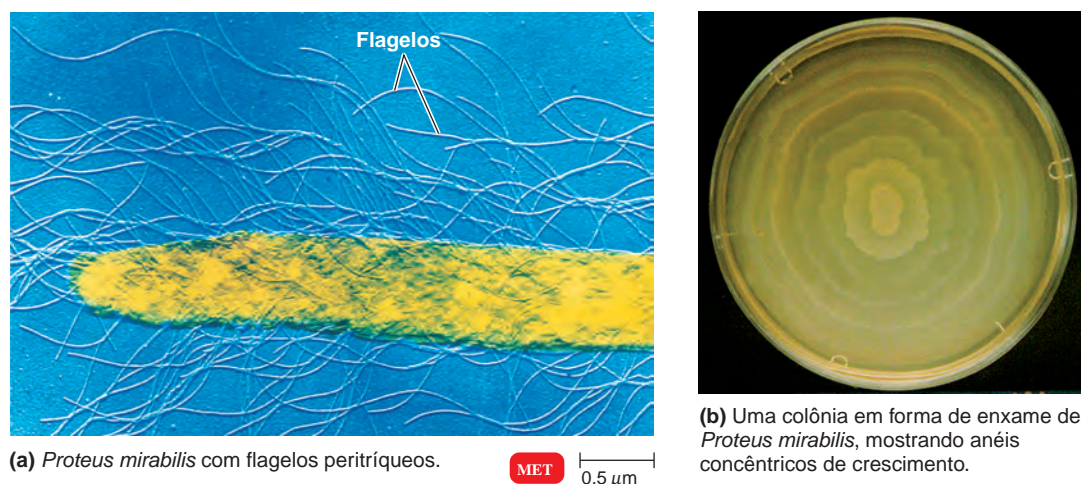 Flagelos
(a) Proteus mirabilis com flagelos peritríqueos.
MET
0.5 μm
(b) Uma colônia em forma de enxame de
Proteus mirabilis, mostrando anéis
concêntricos de crescimento.